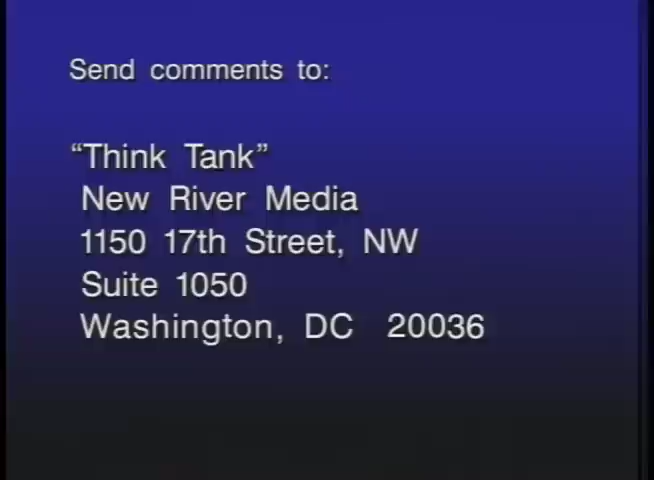 Send comments to:
“Think Tank”
New River Media
1150 17th Street, NW
Suite 1050
Washington, DC 20036